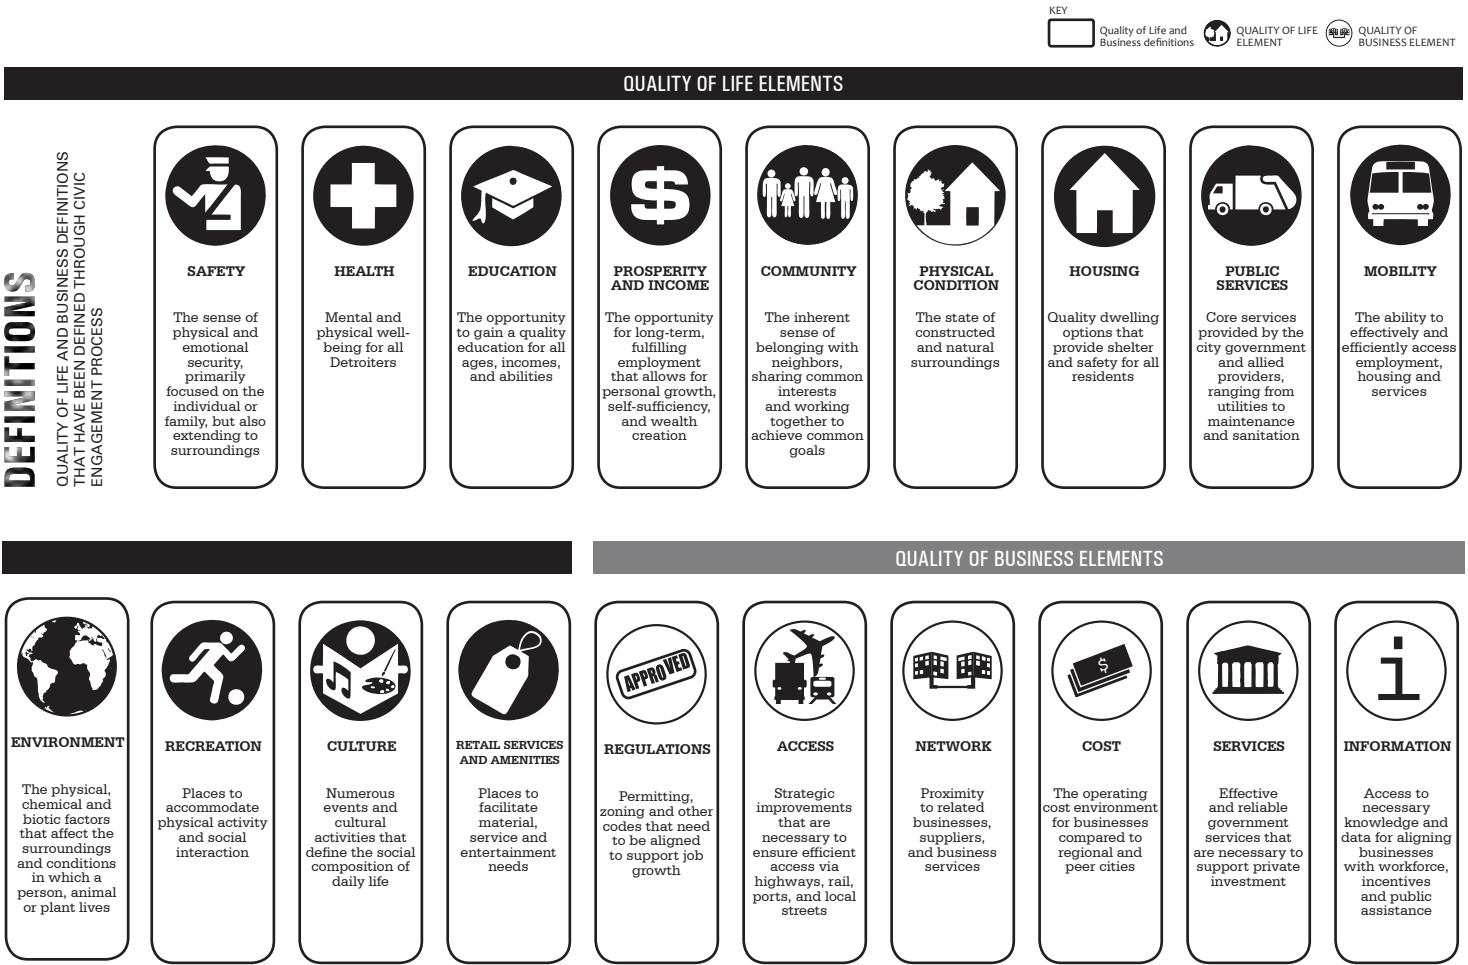 KEY
Quality of Life and
Business definitions
QUALITY OF LIFE
ELEMENT
QUALITY OF
BUSINESS ELEMENT
QUALITY OF LIFE ELEMENTS
DEFINITIONS
QUALITY OF LIFE AND BUSINESS DEFINITIONS
THAT HAVE BEEN DEFINED THROUGH CIVIC
ENGAGEMENT PROCESS
SAFETY
The sense of
physical and
emotional
security,
primarily
focused on the
individual or
family, but also
extending to
surroundings
HEALTH
Mental and
physical well-
being for all
Detroiters
EDUCATION
The opportunity
to gain a quality
education for all
ages, incomes,
and abilities
$
PROSPERITY
AND INCOME
The opportunity
for long-term,
fulfilling
employment
that allows for
personal growth,
self-sufficiency,
and wealth
creation
COMMUNITY
The inherent
sense of
belonging with
neighbors,
sharing common
interests
and working
together to
achieve common
goals
PHYSICAL
CONDITION
The state of
constructed
and natural
surroundings
HOUSING
Quality dwelling
options that
provide shelter
and safety for all
residents
PUBLIC
SERVICES
Core services
provided by the
city government
and allied
providers,
ranging from
utilities to
maintenance
and sanitation
MOBILITY
The ability to
effectively and
efficiently access
employment,
housing and
services
QUALITY OF BUSINESS ELEMENTS
ENVIRONMENT
The physical,
chemical and
biotic factors
that affect the
surroundings
and conditions
in which a
person, animal
or plant lives
RECREATION
Places to
accommodate
physical activity
and social
interaction
CULTURE
Numerous
events and
cultural
activities that
define the social
composition of
daily life
RETAIL SERVICES
AND AMENITIES
Places to
facilitate
material,
service and
entertainment
needs
APPROVED
REGULATIONS
Permitting,
zoning and other
codes that need
to be aligned
to support job
growth
ACCESS
Strategic
improvements
that are
necessary to
ensure efficient
access via
highways, rail,
ports, and local
streets
NETWORK
Proximity
to related
businesses,
suppliers,
and business
services
$
COST
The operating
cost environment
for businesses
compared to
regional and
peer cities
SERVICES
Effective
and reliable
government
services that
are necessary to
support private
investment
i
INFORMATION
Access to
necessary
knowledge and
data for aligning
businesses
with workforce,
incentives
and public
assistance